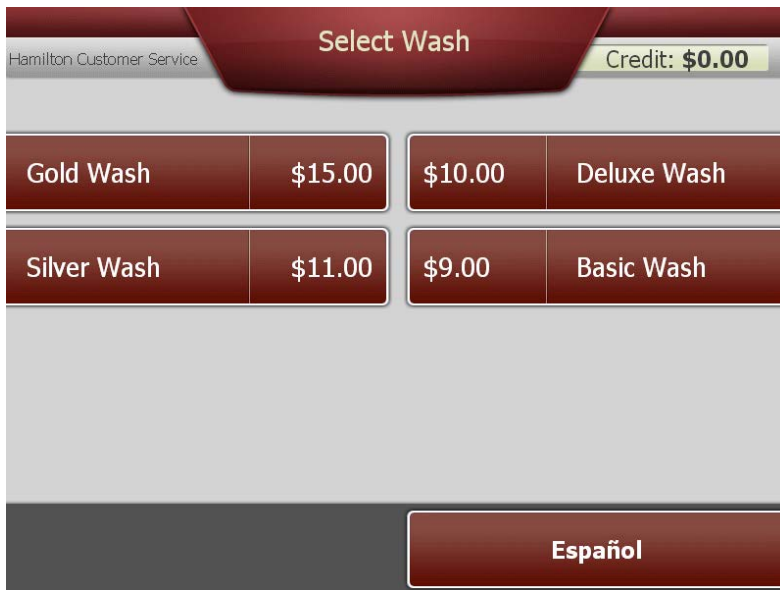 Select Wash
Hamilton Customer Service
Credit: $0.00
Gold Wash $15.00
$10.00 Deluxe Wash
Silver Wash $11.00
$9.00 Basic Wash
Español